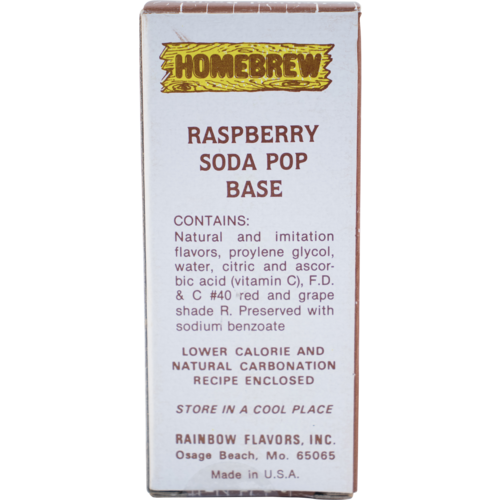 HOMEBREW
RASPBERRY
SODA POP
BASE
CONTAINS:
Natural and imitation
flavors, proylene glycol,
water, citric and ascor-
bic acid (vitamin C), F.D.
& C #40 red and grape
shade R. Preserved with
sodium benzoate
LOWER CALORIE AND
NATURAL CARBONATION
RECIPE ENCLOSED
STORE IN A COOL PLACE
RAINBOW FLAVORS, INC.
Osage Beach, Mo. 65065
Made in U.S.A.